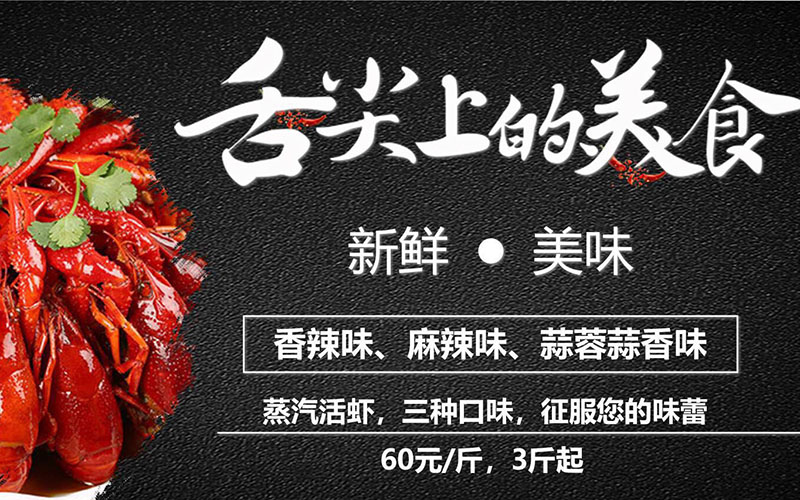 舌尖上的美食
新鲜 ● 美味
香辣味、麻辣味、蒜蓉蒜香味
蒸汽活虾，三种口味，征服您的味蕾
60元/斤，3斤起